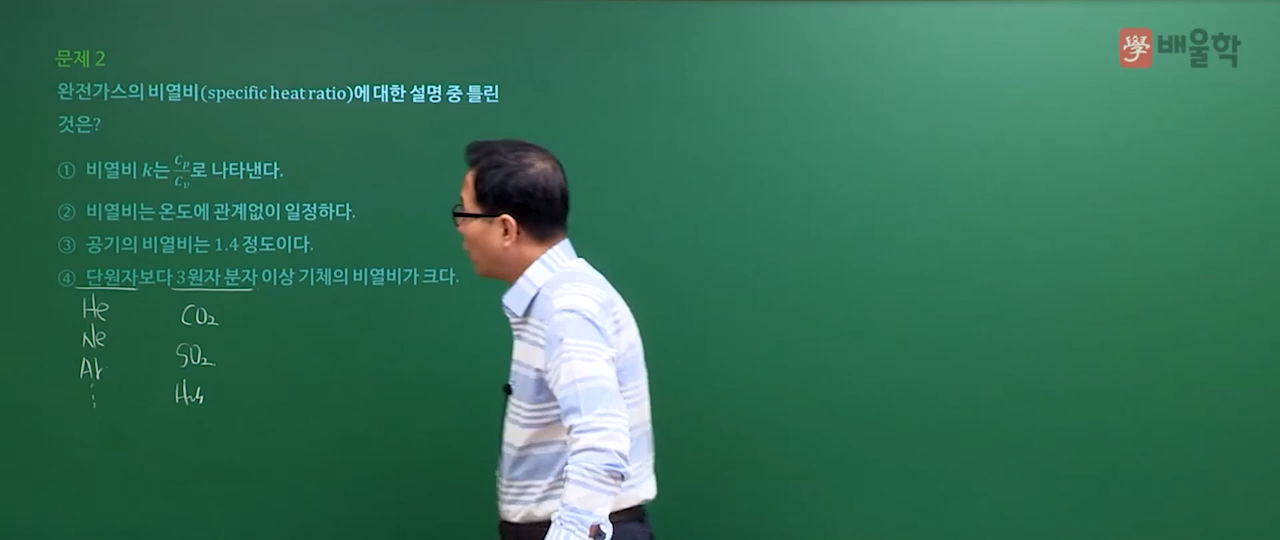 學 배울학
문제 2
완전가스의 비열비(specific heat ratio)에 대한 설명 중 틀린
것은?
① 비열비 k는 Cp/Cv로 나타낸다.
② 비열비는 온도에 관계없이 일정하다.
③ 공기의 비열비는 1.4 정도이다.
④ 단원자보다 3원자 분자 이상 기체의 비열비가 크다.
He CO₂
Ne SO₂
Ar